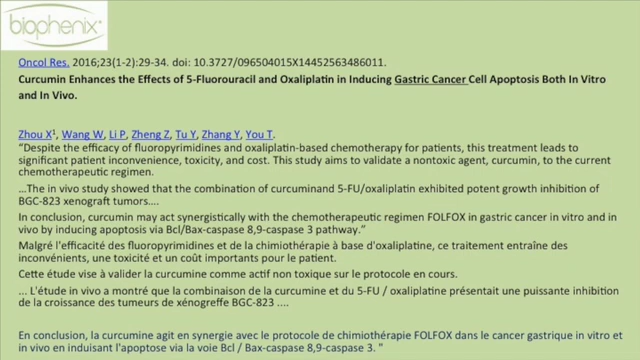 biophenix
Oncol Res. 2016;23(1-2):29-34. doi: 10.3727/096504015X14452563486011.
Curcumin Enhances the Effects of 5-Fluorouracil and Oxaliplatin in Inducing Gastric Cancer Cell Apoptosis Both In Vitro
and In Vivo.
Zhou X1, Wang W, Li P, Zheng Z, Tu Y, Zhang Y, You T.
“Despite the efficacy of fluoropyrimidines and oxaliplatin-based chemotherapy for patients, this treatment leads to
significant patient inconvenience, toxicity, and cost. This study aims to validate a nontoxic agent, curcumin, to the current
chemotherapeutic regimen.
…The in vivo study showed that the combination of curcuminand 5-FU/oxaliplatin exhibited potent growth inhibition of
BGC-823 xenograft tumors….
In conclusion, curcumin may act synergistically with the chemotherapeutic regimen FOLFOX in gastric cancer in vitro and in
vivo by inducing apoptosis via Bcl/Bax-caspase 8,9-caspase 3 pathway.”
Malgré l'efficacité des fluoropyrimidines et de la chimiothérapie à base d'oxaliplatine, ce traitement entraîne des
inconvénients, une toxicité et un coût importants pour le patient.
Cette étude vise à valider la curcumine comme actif non toxique sur le protocole en cours.
... L'étude in vivo a montré que la combinaison de la curcumine et du 5-FU / oxaliplatine présentait une puissante inhibition
de la croissance des tumeurs de xénogreffe BGC-823 ....
En conclusion, la curcumine agit en synergie avec le protocole de chimiothérapie FOLFOX dans le cancer gastrique in vitro et
in vivo en induisant l'apoptose via la voie Bcl / Bax-caspase 8,9-caspase 3. "